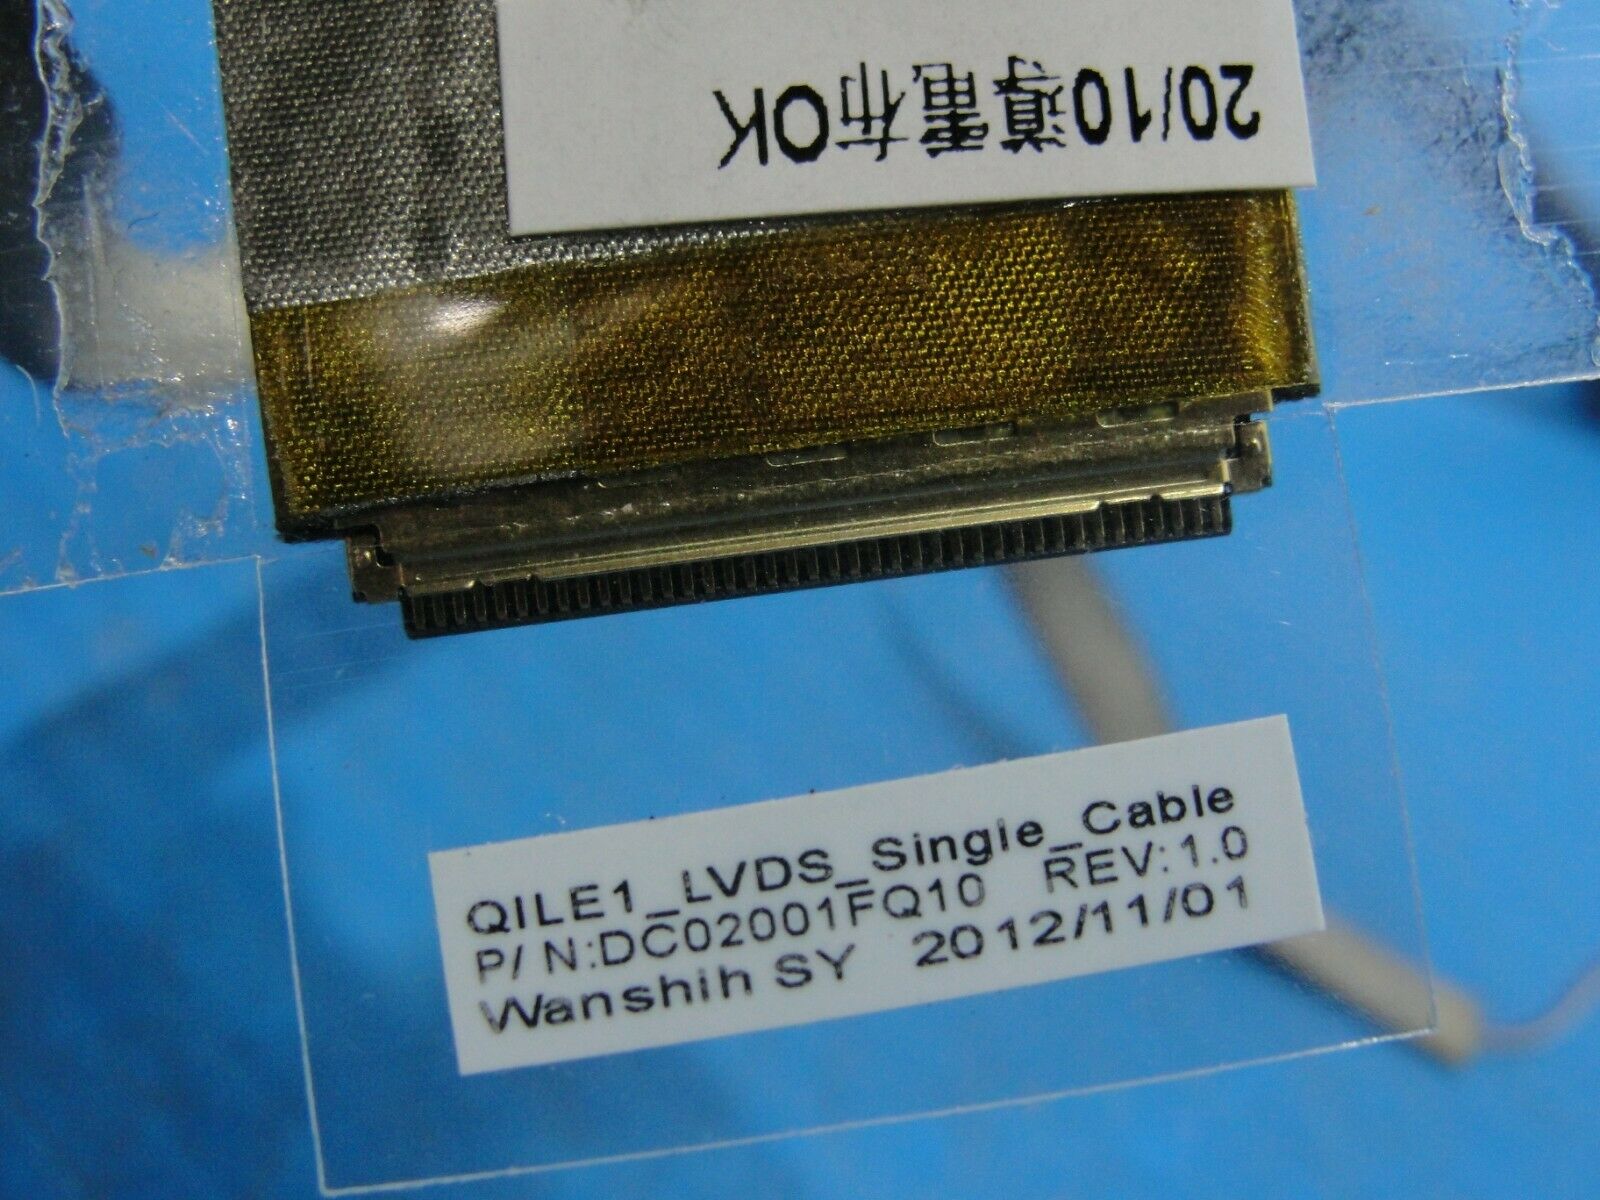 20/10導電布OK
QILE1_LVDS_Single_Cable
P/N:DC02001FQ10 REV:1.0
Wanshih SY 2012/11/01